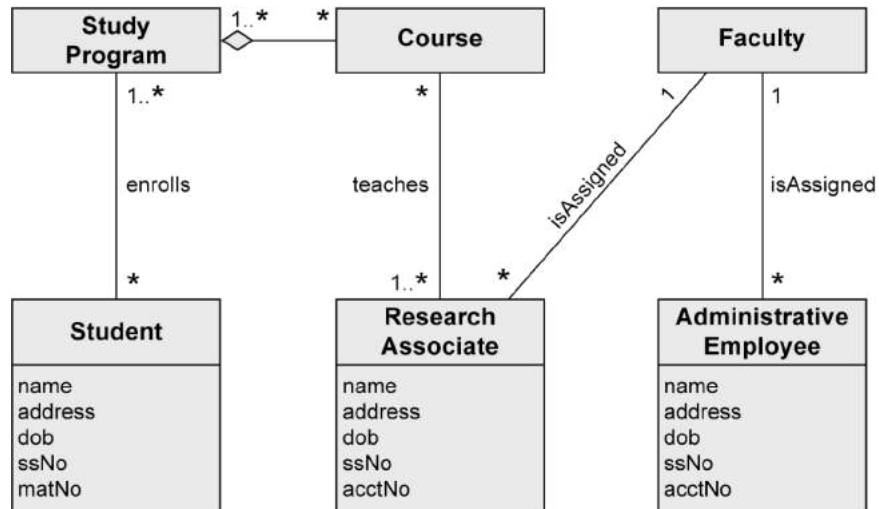 Study
Program
1..*
*
Course
Faculty
1..*
*
1
1
enrolls
teaches
isAssigned
isAssigned
*
1..*
*
*
Student
Research
Associate
Administrative
Employee
name
address
dob
ssNo
matNo
name
address
dob
ssNo
acctNo
name
address
dob
ssNo
acctNo